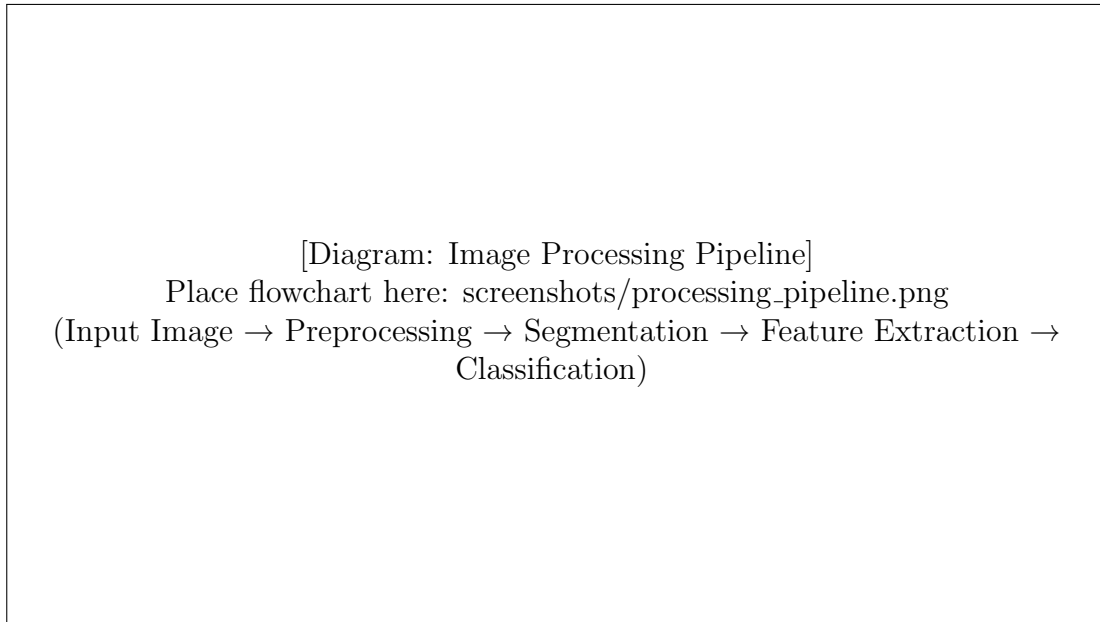 [Diagram: Image Processing Pipeline]
Place flowchart here: screenshots/processing_pipeline.png
(Input Image → Preprocessing → Segmentation → Feature Extraction →
Classification)